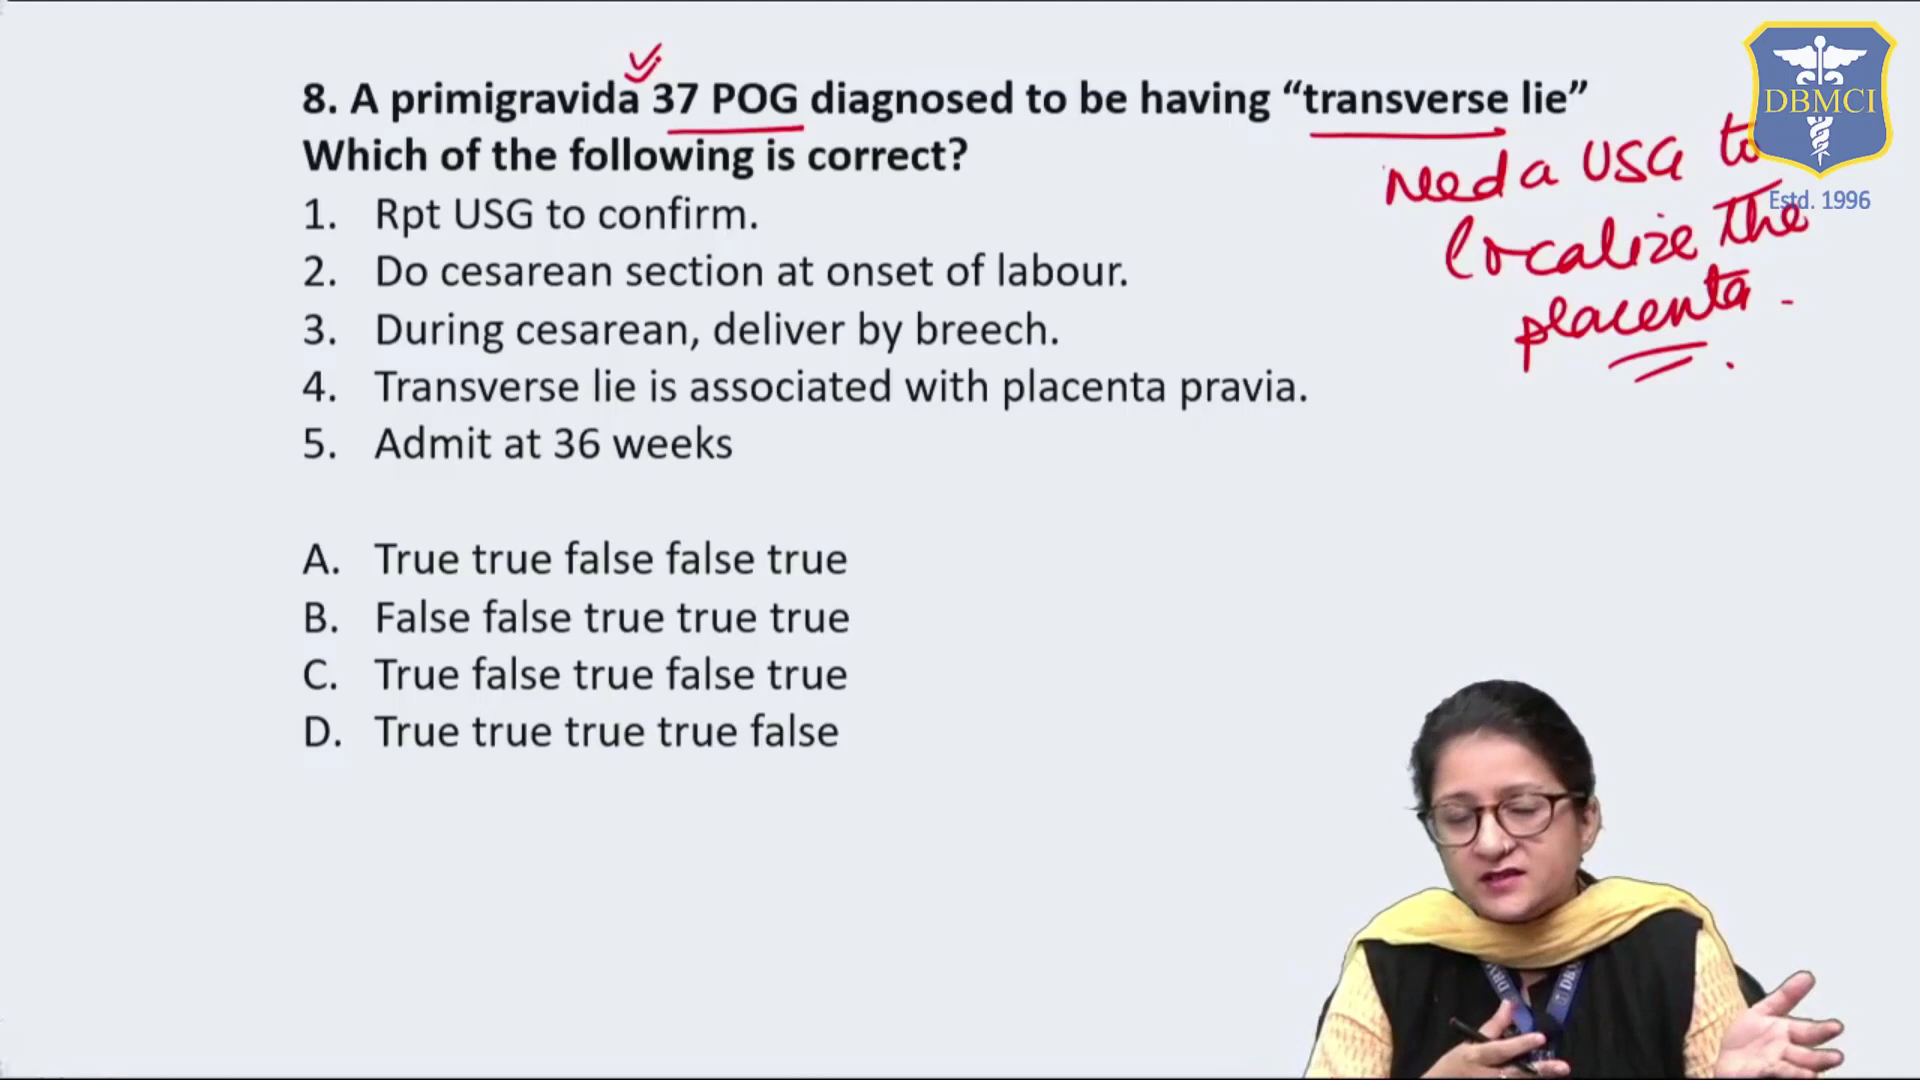 8. A primigravida 37 POG diagnosed to be having “transverse lie”
Which of the following is correct?
1. Rpt USG to confirm.
2. Do cesarean section at onset of labour.
3. During cesarean, deliver by breech.
4. Transverse lie is associated with placenta pravia.
5. Admit at 36 weeks
A. True true false false true
B. False false true true true
C. True false true false true
D. True true true true false
Need a USG to
localize the
placenta.
DBMCI
Estd. 1996